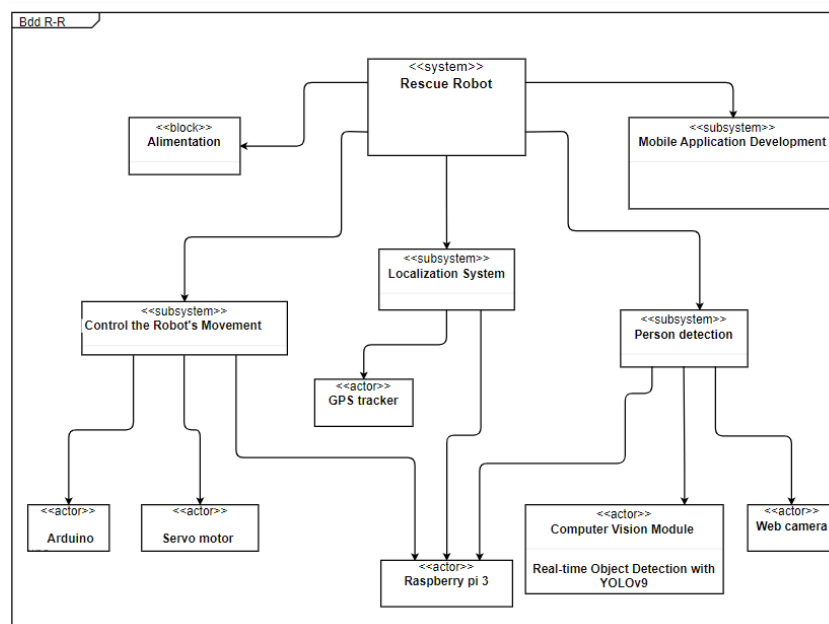 Bdd R-R
<<system>>
Rescue Robot
<<block>>
Alimentation
<<subsystem>>
Mobile Application Development
<<subsystem>>
Localization System
<<subsystem>>
Control the Robot's Movement
<<subsystem>>
Person detection
<<actor>>
GPS tracker
<<actor>>
Arduino
<<actor>>
Servo motor
<<actor>>
Raspberry pi 3
<<actor>>
Computer Vision Module
Real-time Object Detection with
YOLOv9
<<actor>>
Web camera